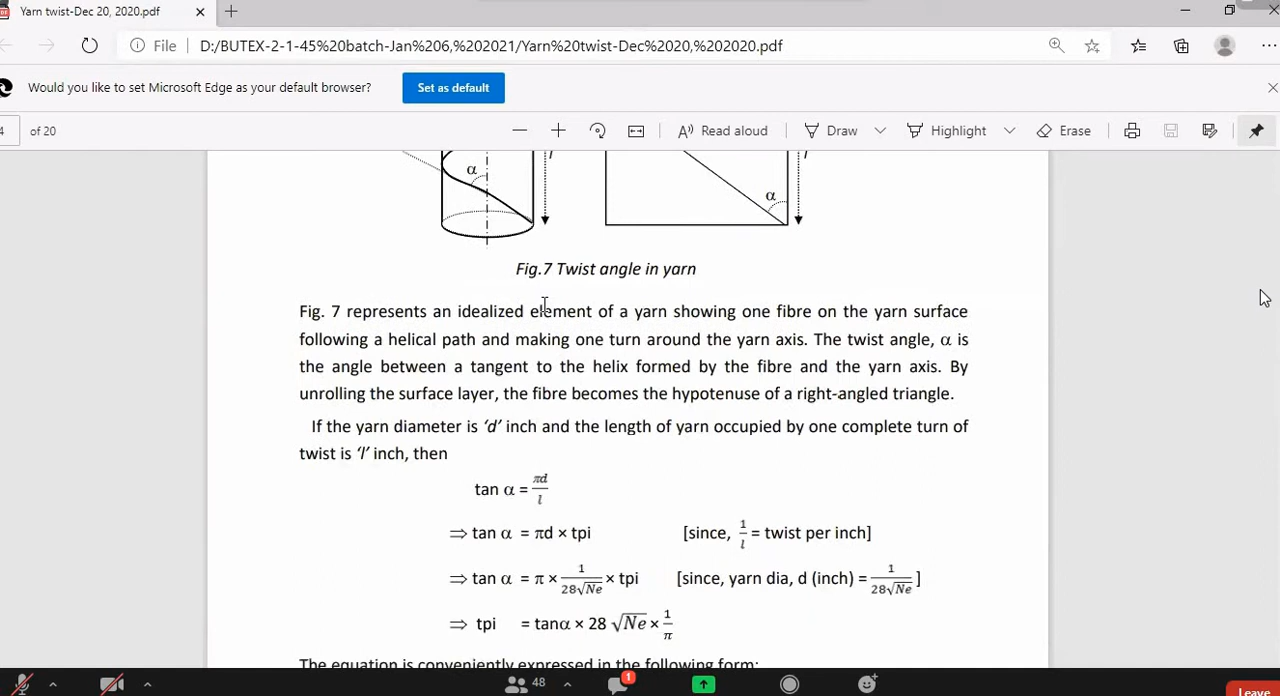 Yarn twist-Dec 20, 2020.pdf
File D:/BUTEX-2-1-45%20batch-Jan%206,%202021/Yarn%20twist-Dec%2020,%202020.pdf
Would you like to set Microsoft Edge as your default browser? Set as default
4 of 20 Read aloud Draw Highlight Erase
α α
Fig.7 Twist angle in yarn
Fig. 7 represents an idealized element of a yarn showing one fibre on the yarn surface
following a helical path and making one turn around the yarn axis. The twist angle, α is
the angle between a tangent to the helix formed by the fibre and the yarn axis. By
unrolling the surface layer, the fibre becomes the hypotenuse of a right-angled triangle.
If the yarn diameter is ‘d’ inch and the length of yarn occupied by one complete turn of
twist is ‘l’ inch, then
tan α = πd/l
⇒ tan α = πd × tpi [since, 1/l = twist per inch]
⇒ tan α = π × 1/28√Ne × tpi [since, yarn dia, d (inch) = 1/28√Ne ]
⇒ tpi = tanα × 28 √Ne × 1/π
The equation is conveniently expressed in the following form:
48 1 Leave